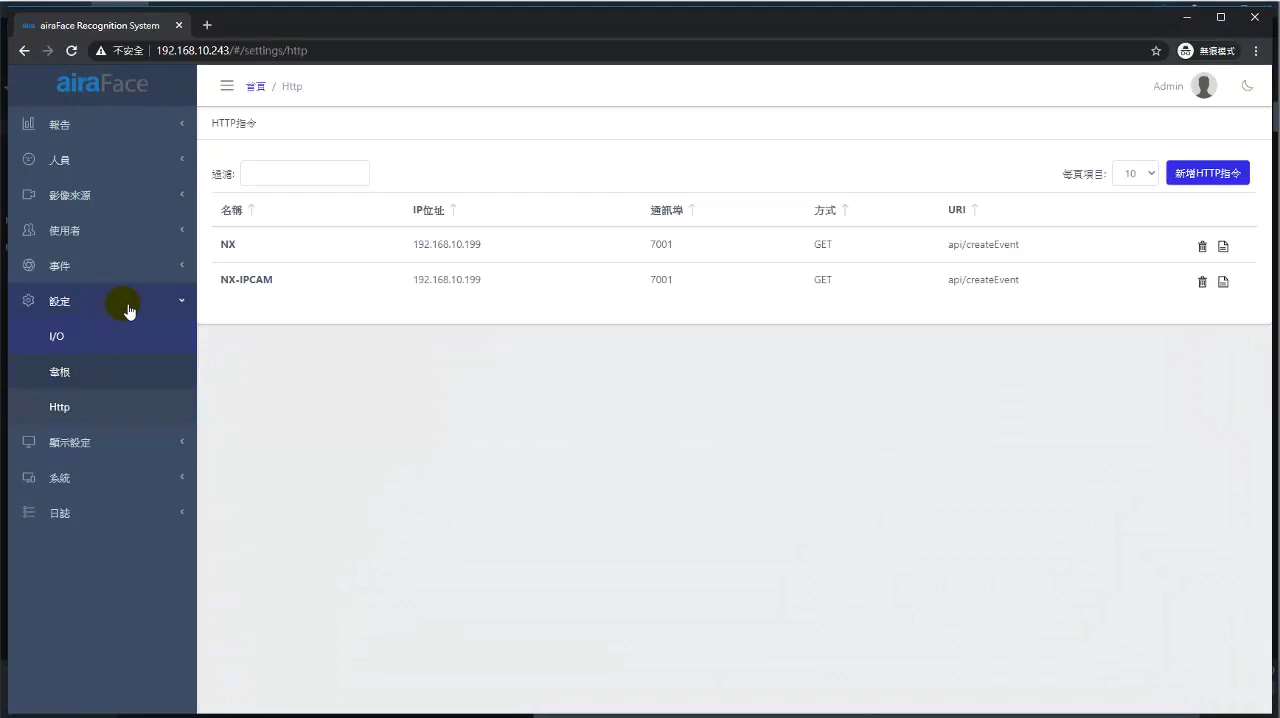 aira airaFace Recognition System
不安全 192.168.10.243/#/settings/http 無痕模式
airaFace
首頁 / Http Admin
報告
HTTP指令
人員
過濾: 每頁項目: 10 新增HTTP指令
影像來源
名稱 IP位址 通訊埠 方式 URI
使用者
NX 192.168.10.199 7001 GET api/createEvent
事件
NX-IPCAM 192.168.10.199 7001 GET api/createEvent
設定
I/O
韋根
Http
顯示設定
系統
日誌